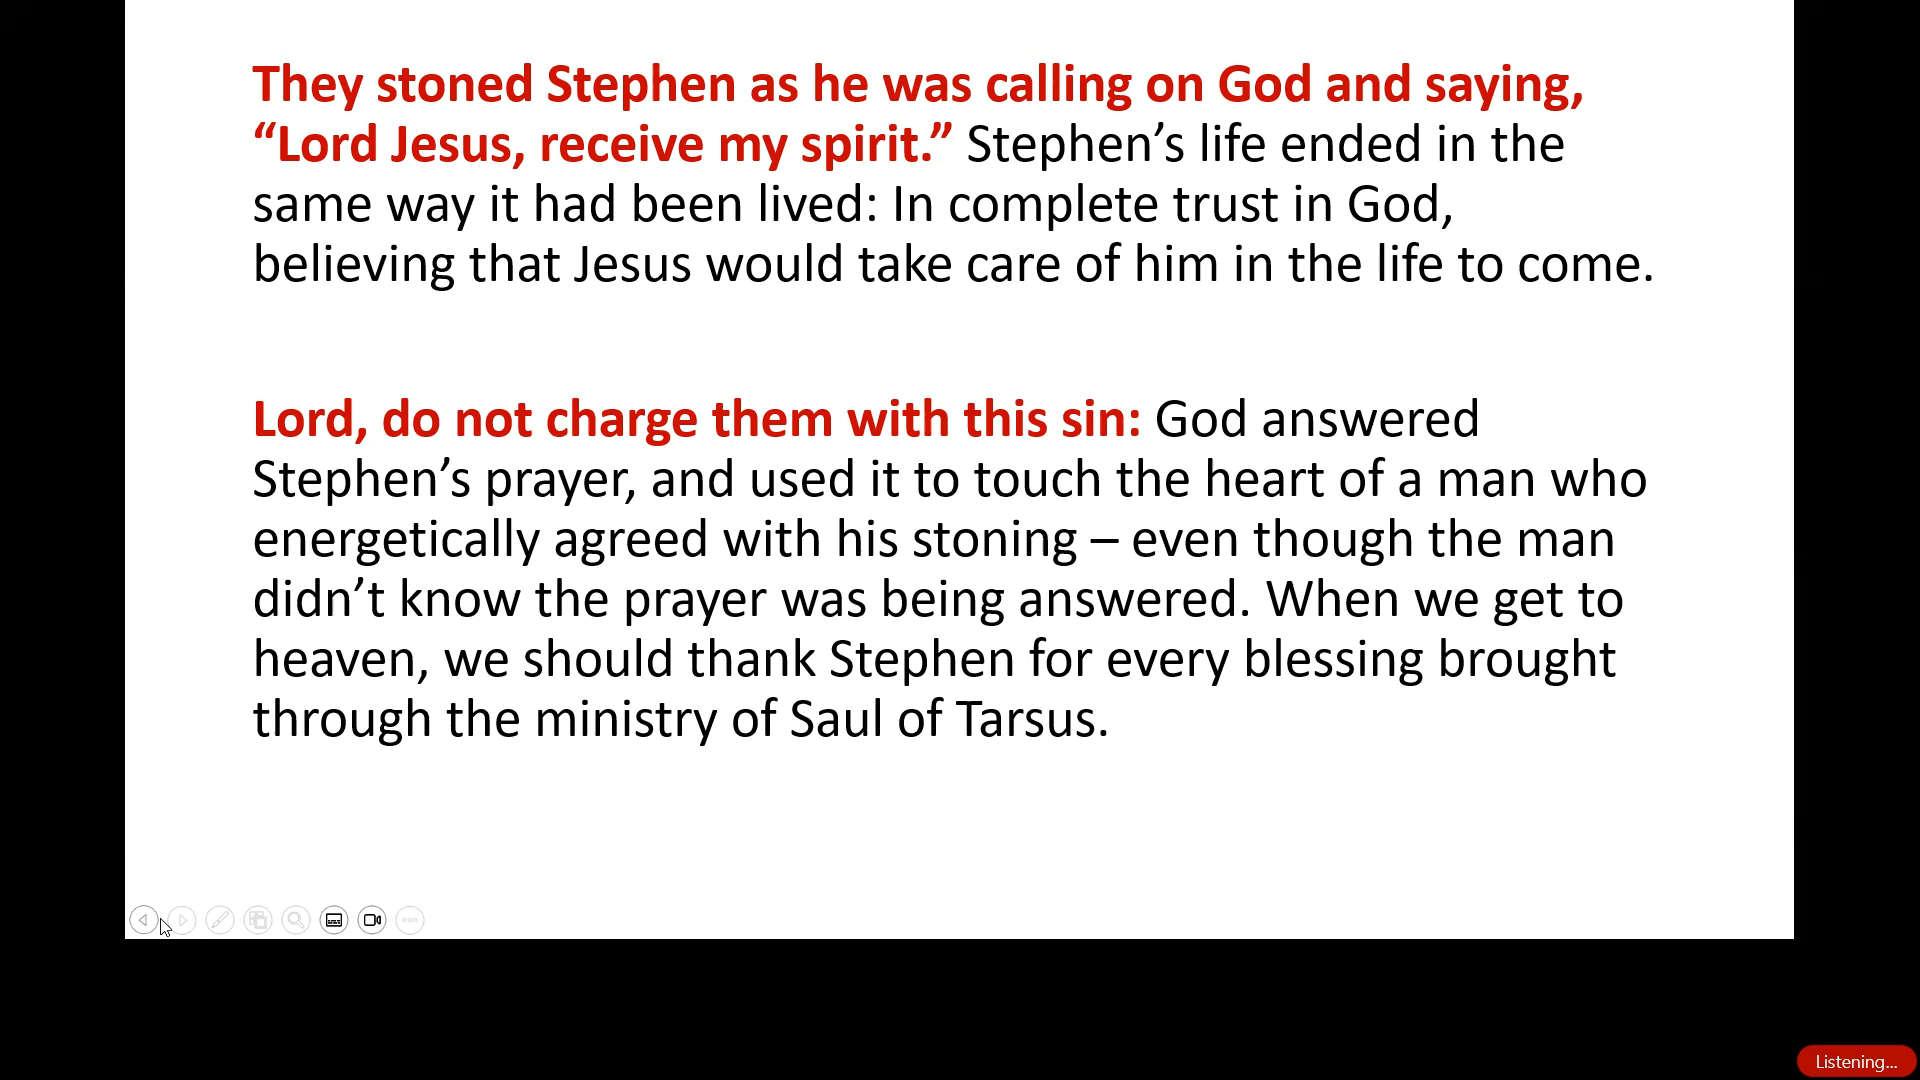 They stoned Stephen as he was calling on God and saying,
“Lord Jesus, receive my spirit.” Stephen’s life ended in the
same way it had been lived: In complete trust in God,
believing that Jesus would take care of him in the life to come.
Lord, do not charge them with this sin: God answered
Stephen’s prayer, and used it to touch the heart of a man who
energetically agreed with his stoning – even though the man
didn’t know the prayer was being answered. When we get to
heaven, we should thank Stephen for every blessing brought
through the ministry of Saul of Tarsus.
Listening...